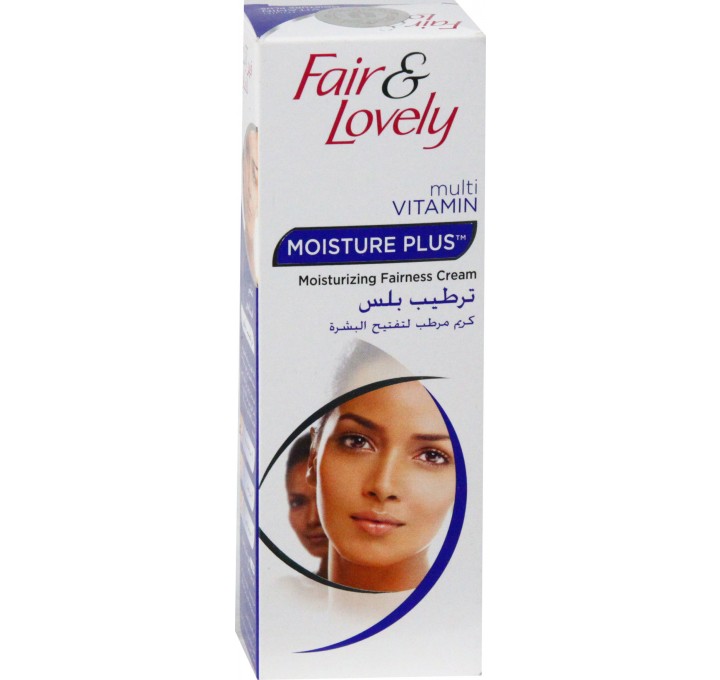 Fair &
Lovely
multi
VITAMIN
MOISTURE PLUS™
Moisturizing Fairness Cream
ترطيب بلس
كريم مرطب لتفتيح البشرة